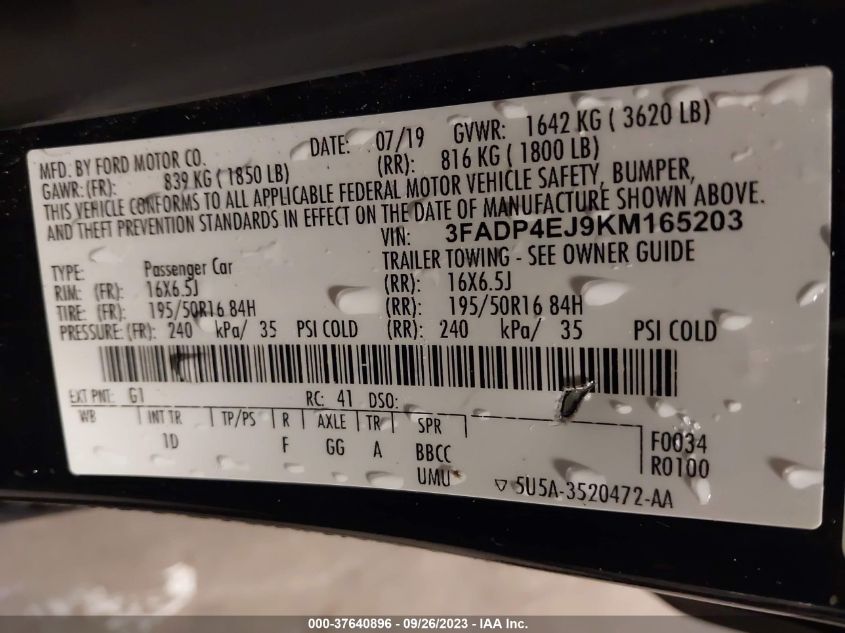 MFD. BY FORD MOTOR CO. DATE: 07/19 GVWR: 1642 KG ( 3620 LB)
GAWR:(FR): 839 KG ( 1850 LB) (RR): 816 KG ( 1800 LB)
THIS VEHICLE CONFORMS TO ALL APPLICABLE FEDERAL MOTOR VEHICLE SAFETY, BUMPER,
AND THEFT PREVENTION STANDARDS IN EFFECT ON THE DATE OF MANUFACTURE SHOWN ABOVE.
VIN: 3FADP4EJ9KM165203
TYPE: Passenger Car TRAILER TOWING - SEE OWNER GUIDE
RIM: (FR): 16X6.5J (RR): 16X6.5J
TIRE: (FR): 195/50R16 84H (RR): 195/50R16 84H
PRESSURE: (FR): 240 kPa/ 35 PSI COLD (RR): 240 kPa/ 35 PSI COLD
EXT PNT: G1 RC: 41 DSO:
WB INT TR TP/PS R AXLE TR SPR F0034
1D F GG A BBCC R0100
UMU ▽ 5U5A-3520472-AA
000-37640896 - 09/26/2023 - IAA Inc.